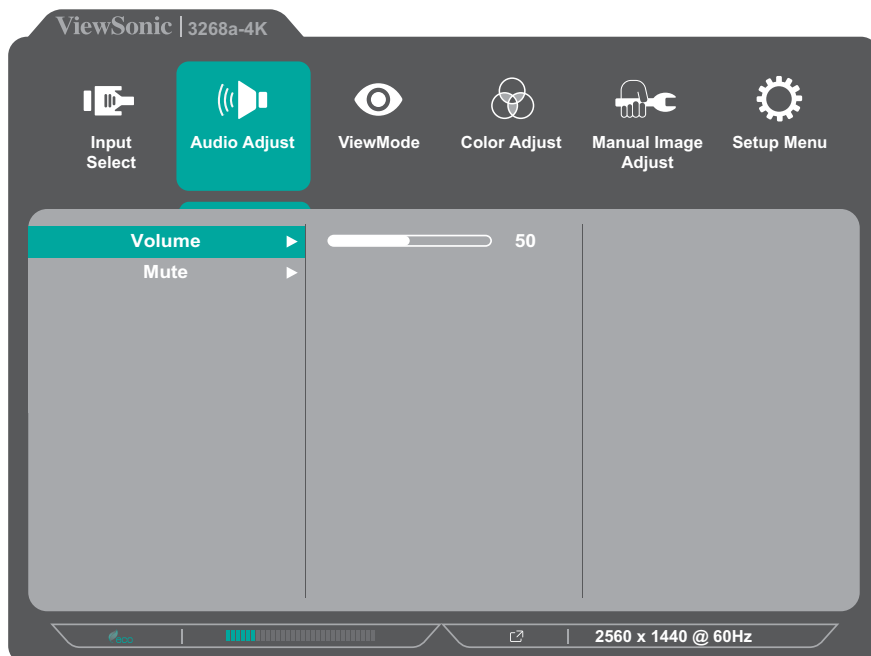 ViewSonic | 3268a-4K
Input
Select
Audio Adjust
ViewMode
Color Adjust
Manual Image
Adjust
Setup Menu
Volume
50
Mute
eco
2560 x 1440 @ 60Hz